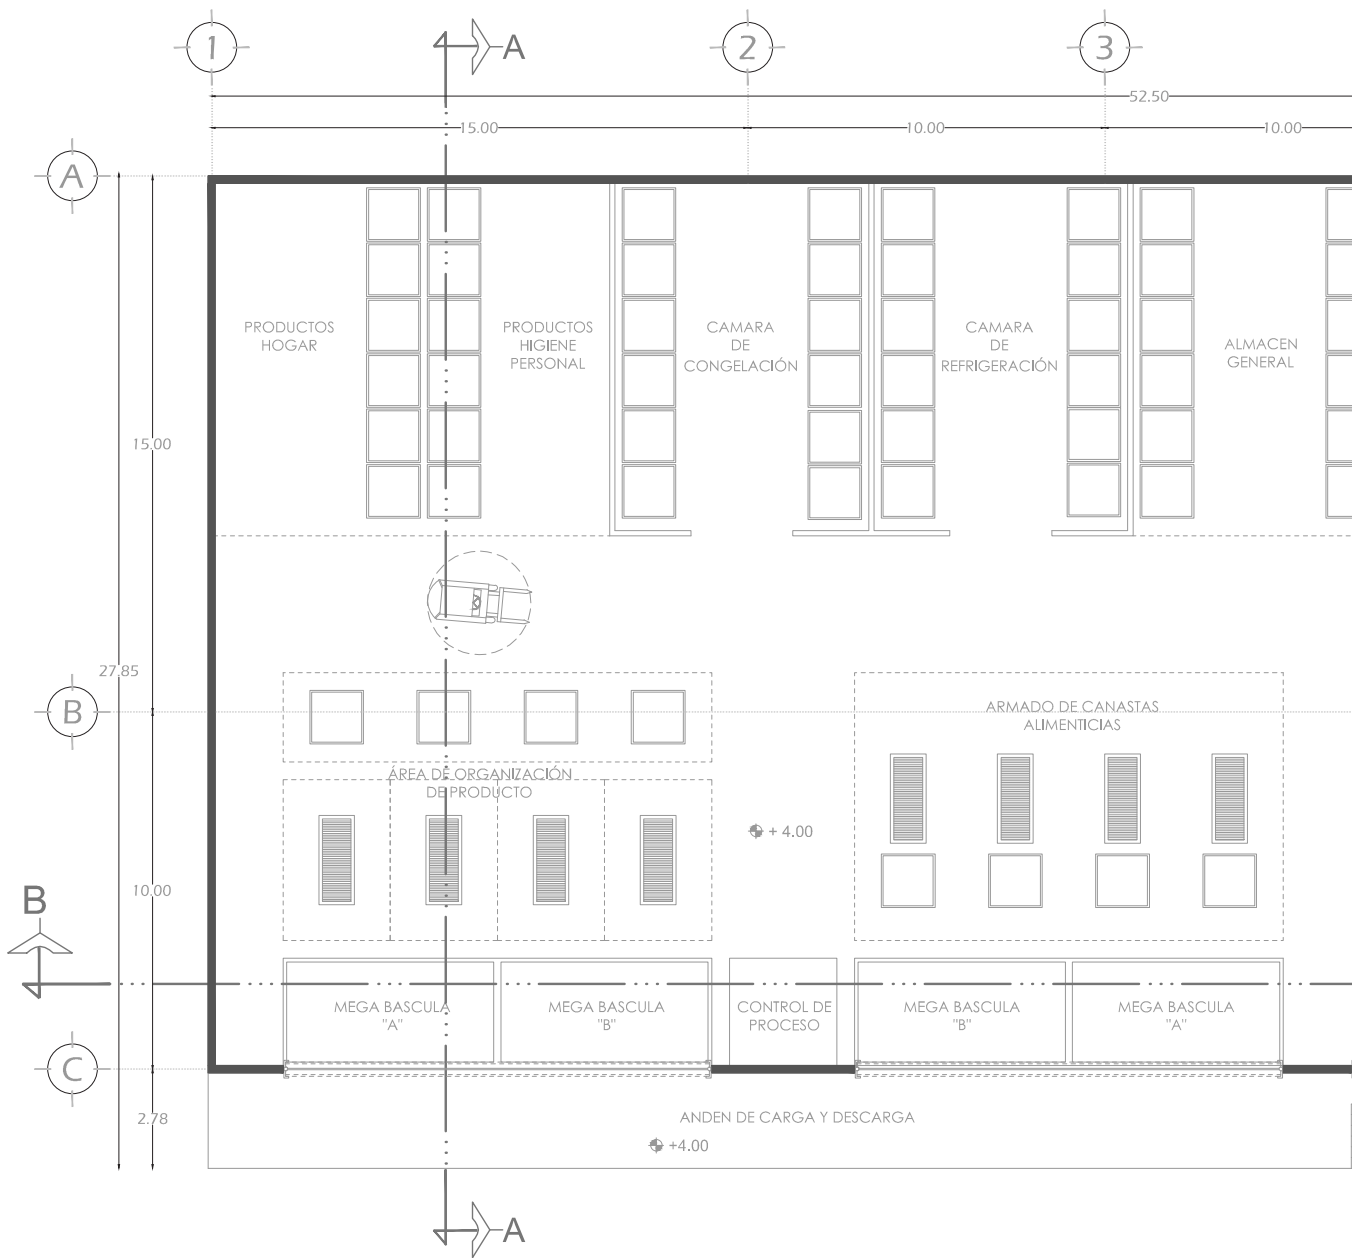 1
A
2
3
52.50
15.00
10.00
10.00
A
PRODUCTOS
HOGAR
PRODUCTOS
HIGIENE
PERSONAL
CAMARA
DE
CONGELACIÓN
CAMARA
DE
REFRIGERACIÓN
ALMACEN
GENERAL
15.00
27.85
B
ARMADO DE CANASTAS
ALIMENTICIAS
ÁREA DE ORGANIZACIÓN
DE PRODUCTO
+ 4.00
10.00
B
MEGA BASCULA
"A"
MEGA BASCULA
"B"
CONTROL DE
PROCESO
MEGA BASCULA
"B"
MEGA BASCULA
"A"
C
2.78
ANDEN DE CARGA Y DESCARGA
+4.00
A